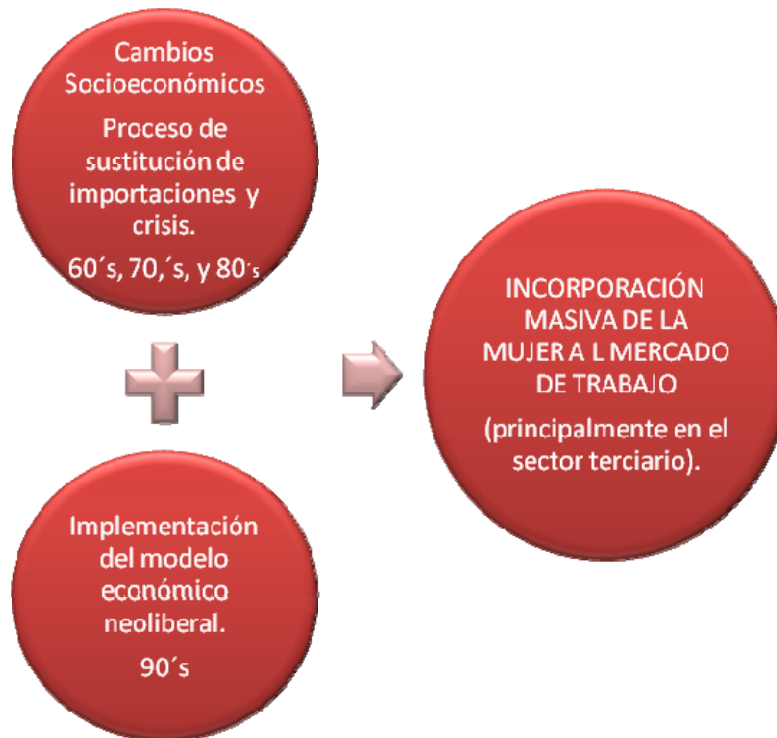 Cambios
Socioeconómicos
Proceso de
sustitución de
importaciones y
crisis.
60´s, 70,´s, y 80´s
INCORPORACIÓN
MASIVA DE LA
MUJER A L MERCADO
DE TRABAJO
(principalmente en el
sector terciario).
Implementación
del modelo
económico
neoliberal.
90´s